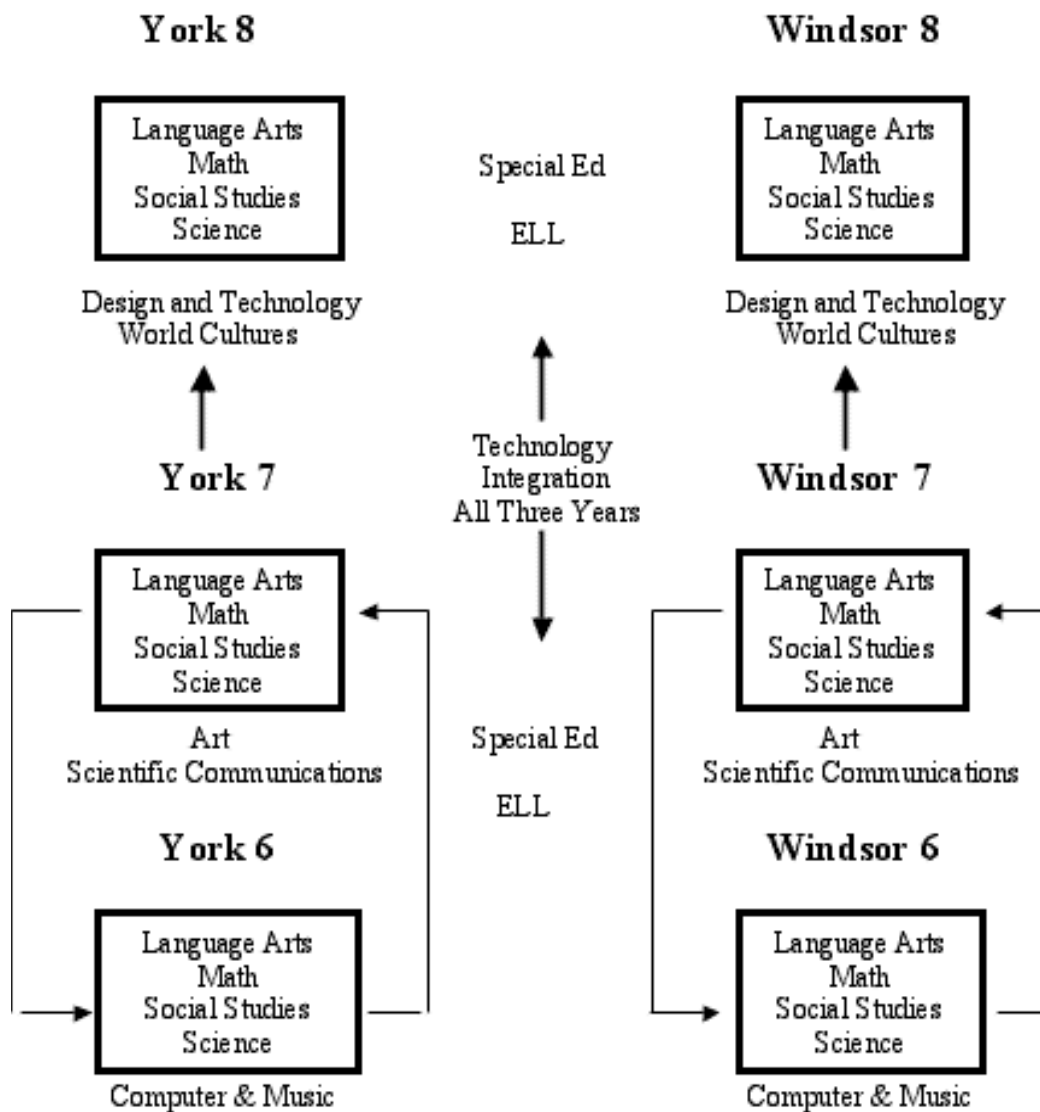 York 8
Windsor 8
Language Arts
Math
Social Studies
Science
Special Ed
ELL
Language Arts
Math
Social Studies
Science
Design and Technology
World Cultures
Design and Technology
World Cultures
York 7
Technology
Integration
All Three Years
Windsor 7
Language Arts
Math
Social Studies
Science
Language Arts
Math
Social Studies
Science
Art
Scientific Communications
Special Ed
ELL
Art
Scientific Communications
York 6
Windsor 6
Language Arts
Math
Social Studies
Science
Language Arts
Math
Social Studies
Science
Computer & Music
Computer & Music